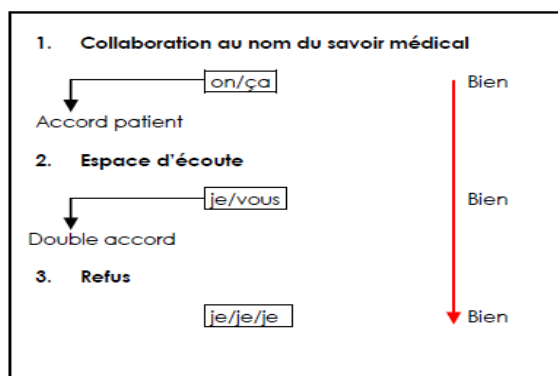 1. Collaboration au nom du savoir médical
on/ça Bien
Accord patient
2. Espace d'écoute
je/vous Bien
Double accord
3. Refus
je/je/je Bien